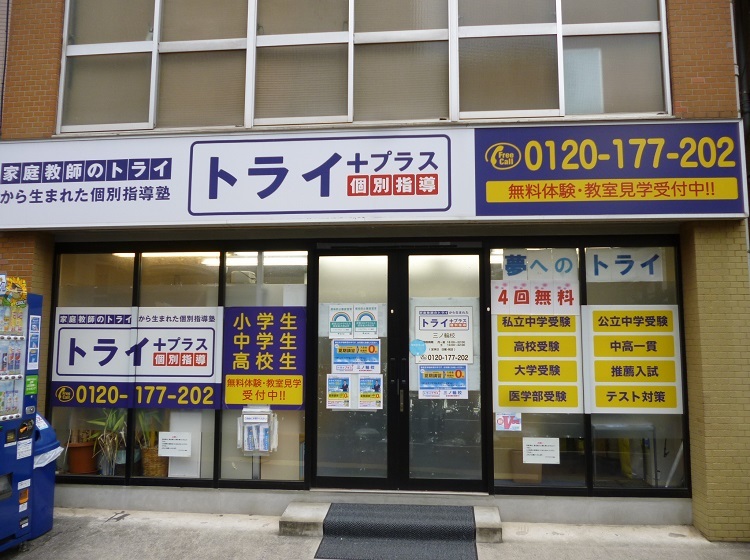 家庭教師のトライ
から生まれた個別指導塾
トライ+プラス
個別指導
Free Call
0120-177-202
無料体験・教室見学受付中!!
家庭教師のトライから生まれた個別指導塾
トライ+プラス
個別指導
0120-177-202
小学生
中学生
高校生
無料体験・教室見学
受付中!!
トライ+プラス
個別指導
三ノ輪校
0120-177-202
夢へのトライ
4回無料
私立中学受験
高校受験
大学受験
医学部受験
公立中学受験
中高一貫
推薦入試
テスト対策